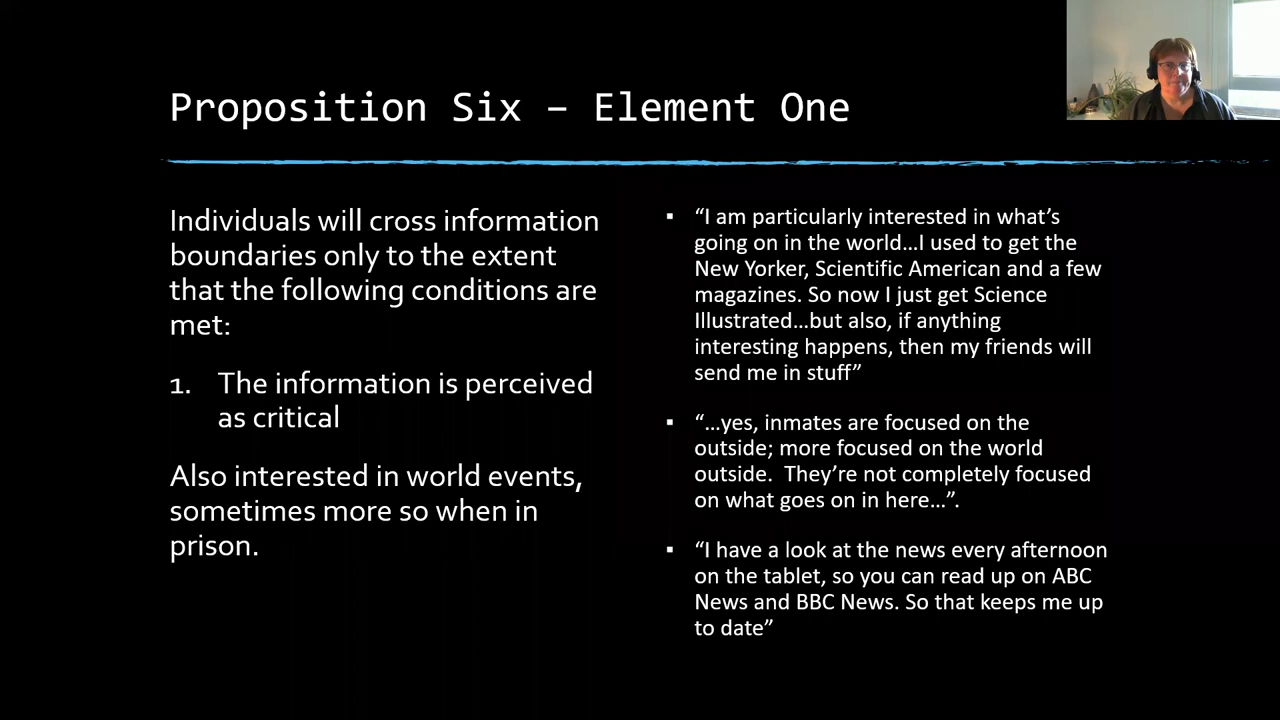 Proposition Six – Element One
Individuals will cross information
boundaries only to the extent
that the following conditions are
met:
1. The information is perceived
as critical
Also interested in world events,
sometimes more so when in
prison.
▪ “I am particularly interested in what’s
going on in the world…I used to get the
New Yorker, Scientific American and a few
magazines. So now I just get Science
Illustrated…but also, if anything
interesting happens, then my friends will
send me in stuff”
▪ “…yes, inmates are focused on the
outside; more focused on the world
outside.  They’re not completely focused
on what goes on in here…”.
▪ “I have a look at the news every afternoon
on the tablet, so you can read up on ABC
News and BBC News. So that keeps me up
to date”